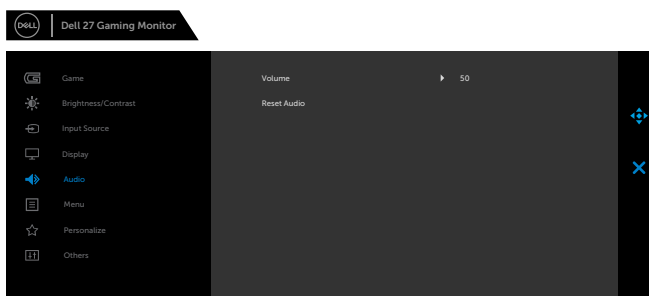 DELL
Dell 27 Gaming Monitor
Game
Brightness/Contrast
Input Source
Display
Audio
Menu
Personalize
Others
Volume 50
Reset Audio